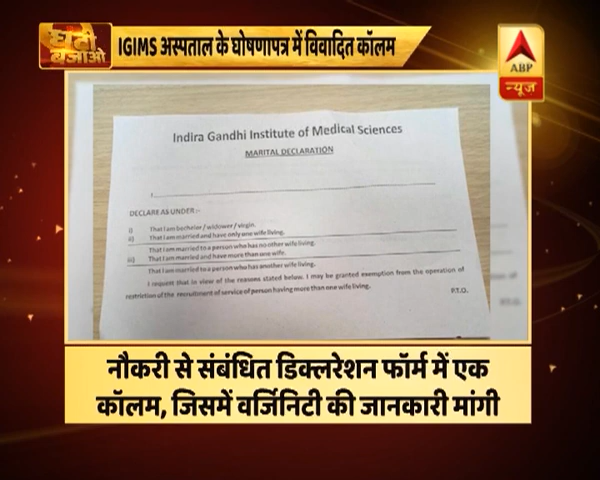 घंटी
बजाओ
IGIMS अस्पताल के घोषणापत्र में विवादित कॉलम
ABP
न्यूज़
Indira Gandhi Institute of Medical Sciences
MARITAL DECLARATION
I
DECLARE AS UNDER :-
i) That I am bachelor / widower / virgin.
ii) That I am married and have only one wife living.
That I am married to a person who has no other wife living.
iii) That I am married and have more than one wife.
That I am married to a person who has another wife living.
I request that in view of the reasons stated below. I may be granted exemption from the operation of
restriction of the recruitment of service of person having more than one wife living.
P.T.O.
नौकरी से संबंधित डिक्लरेशन फॉर्म में एक
कॉलम, जिसमें वर्जिनिटी की जानकारी मांगी